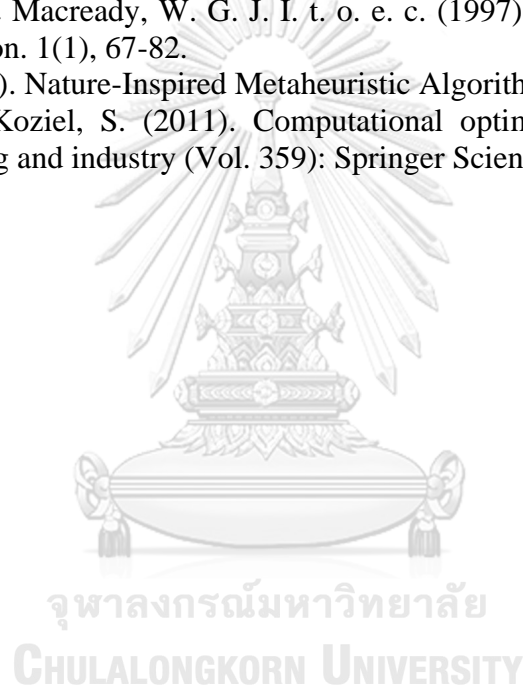 . Macready, W. G. J. I. t. o. e. c. (1997)
on. 1(1), 67-82.
). Nature-Inspired Metaheuristic Algorith
Koziel, S. (2011). Computational optim
g and industry (Vol. 359): Springer Scien
จุฬาลงกรณ์มหาวิทยาลัย
CHULALONGKORN UNIVERSITY